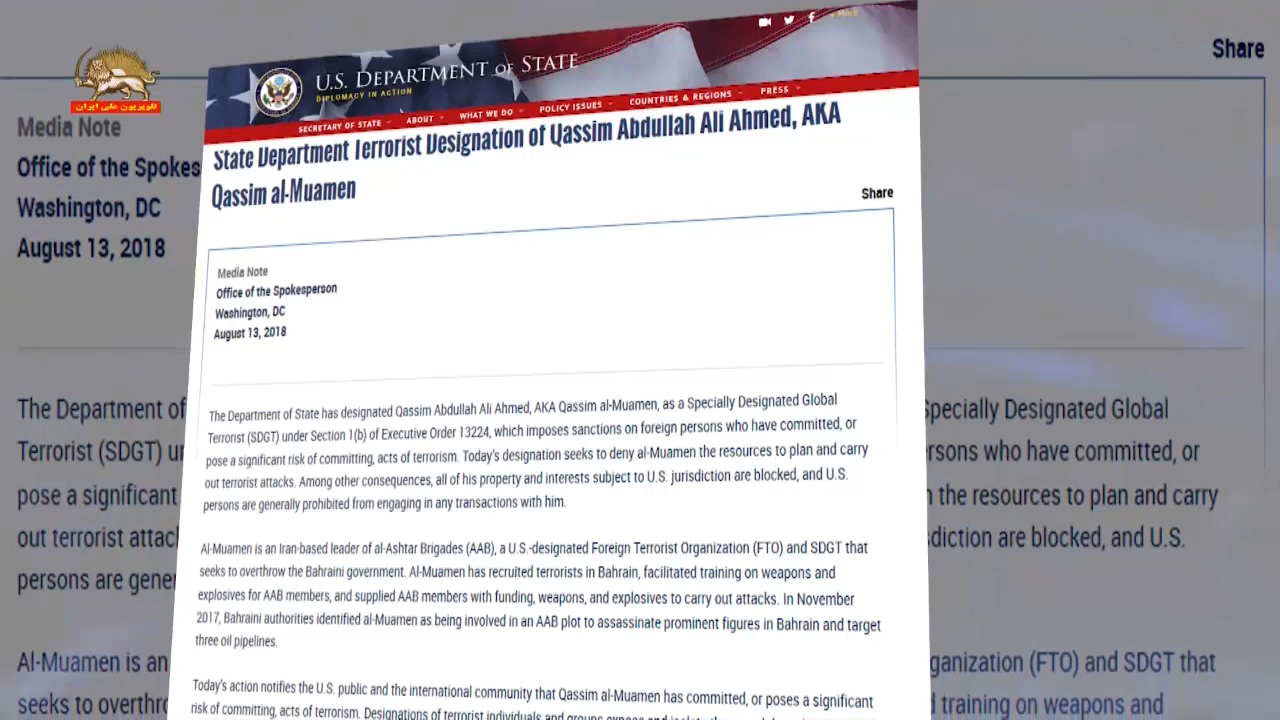 سیمای آزادی
تلویزیون ملی ایران
Share
Media Note
Office of the Spokes
Washington, DC
August 13, 2018
The Department of
Terrorist (SDGT)
pose a significant
out terrorist
persons are
Al-Muamen is an
seeks to
Specially Designated Global
who have committed, or
the resources to plan and carry
are blocked, and U.S.
(FTO) and SDGT that
training on weapons and
+ More
U.S. DEPARTMENT OF STATE
DIPLOMACY IN ACTION
SECRETARY OF STATE ABOUT WHAT WE DO POLICY ISSUES COUNTRIES & REGIONS PRESS
State Department Terrorist Designation of Qassim Abdullah Ali Ahmed, AKA
Qassim al-Muamen
Share
Media Note
Office of the Spokesperson
Washington, DC
August 13, 2018
The Department of State has designated Qassim Abdullah Ali Ahmed, AKA Qassim al-Muamen, as a Specially Designated Global
Terrorist (SDGT) under Section 1(b) of Executive Order 13224, which imposes sanctions on foreign persons who have committed, or
pose a significant risk of committing, acts of terrorism. Today's designation seeks to deny al-Muamen the resources to plan and carry
out terrorist attacks. Among other consequences, all of his property and interests subject to U.S. jurisdiction are blocked, and U.S.
persons are generally prohibited from engaging in any transactions with him.
Al-Muamen is an Iran-based leader of al-Ashtar Brigades (AAB), a U.S.-designated Foreign Terrorist Organization (FTO) and SDGT that
seeks to overthrow the Bahraini government. Al-Muamen has recruited terrorists in Bahrain, facilitated training on weapons and
explosives for AAB members, and supplied AAB members with funding, weapons, and explosives to carry out attacks. In November
2017, Bahraini authorities identified al-Muamen as being involved in an AAB plot to assassinate prominent figures in Bahrain and target
three oil pipelines.
Today's action notifies the U.S. public and the international community that Qassim al-Muamen has committed, or poses a significant
risk of committing, acts of terrorism. Designations of terrorist individuals and groups expose and